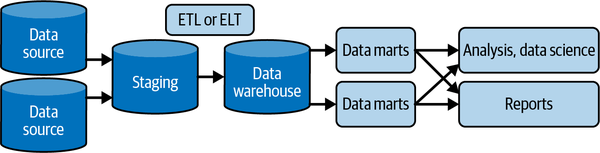 ETL or ELT
Data
source
Data
source
Staging
Data
warehouse
Data marts
Data marts
Analysis, data science
Reports